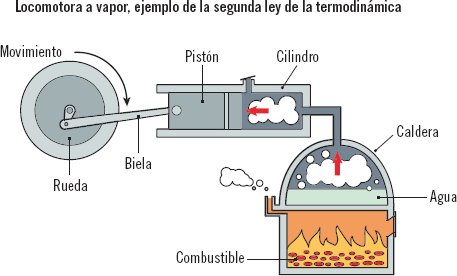 Locomotora a vapor, ejemplo de la segunda ley de la termodinámica
Movimiento
Pistón
Cilindro
Caldera
Biela
Rueda
Agua
Combustible